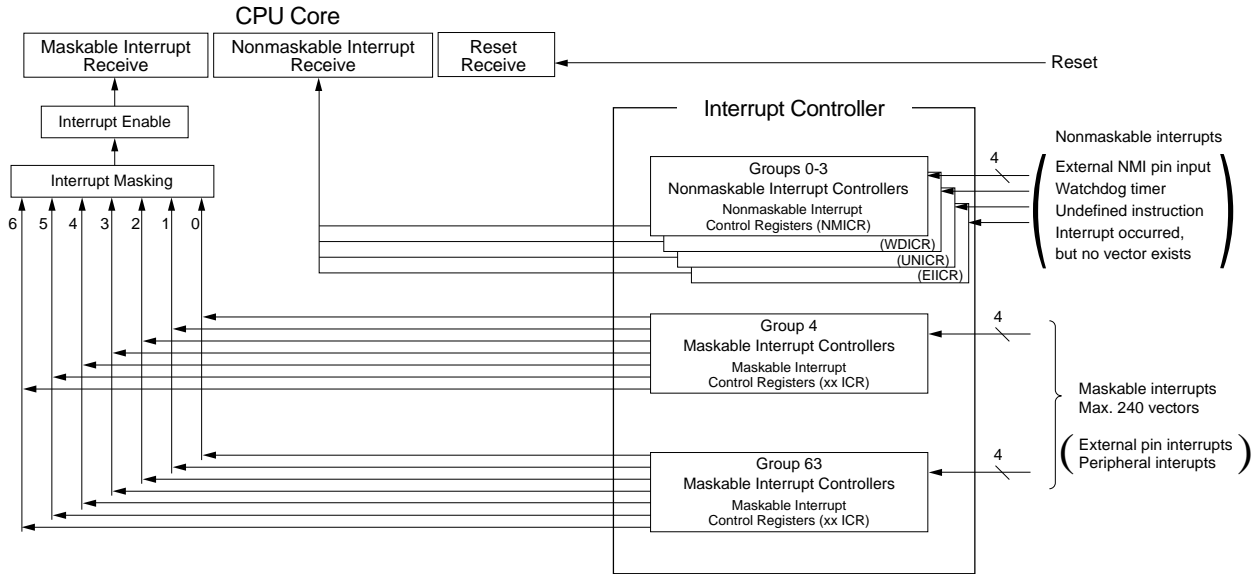 CPU Core
Maskable Interrupt
Receive
Nonmaskable Interrupt
Receive
Reset
Receive
Reset
Interrupt Enable
Interrupt Masking
6 5 4 3 2 1 0
Interrupt Controller
Groups 0-3
Nonmaskable Interrupt Controllers
Nonmaskable Interrupt
Control Registers (NMICR)
(WDICR)
(UNICR)
(EIICR)
4
Nonmaskable interrupts
External NMI pin input
Watchdog timer
Undefined instruction
Interrupt occurred,
but no vector exists
Group 4
Maskable Interrupt Controllers
Maskable Interrupt
Control Registers (xx ICR)
4
Group 63
Maskable Interrupt Controllers
Maskable Interrupt
Control Registers (xx ICR)
4
Maskable interrupts
Max. 240 vectors
( External pin interrupts
Peripheral interupts )